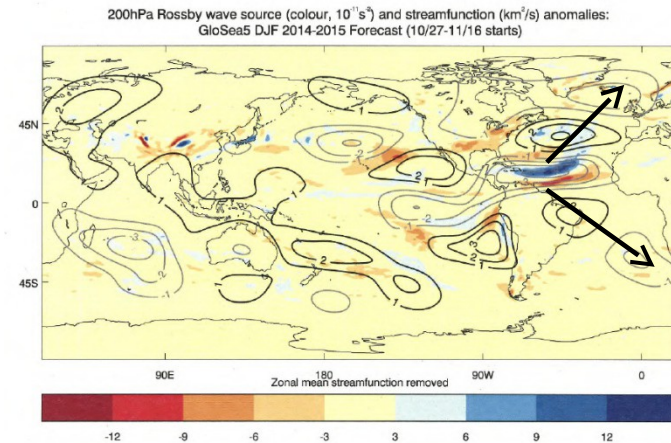 200hPa Rossby wave source (colour, 10⁻¹¹s⁻²) and streamfunction (km²/s) anomalies:
GloSea5 DJF 2014-2015 Forecast (10/27-11/16 starts)
45N
0
45S
90E 180 90W 0
Zonal mean streamfunction removed
-12 -9 -6 -3 3 6 9 12